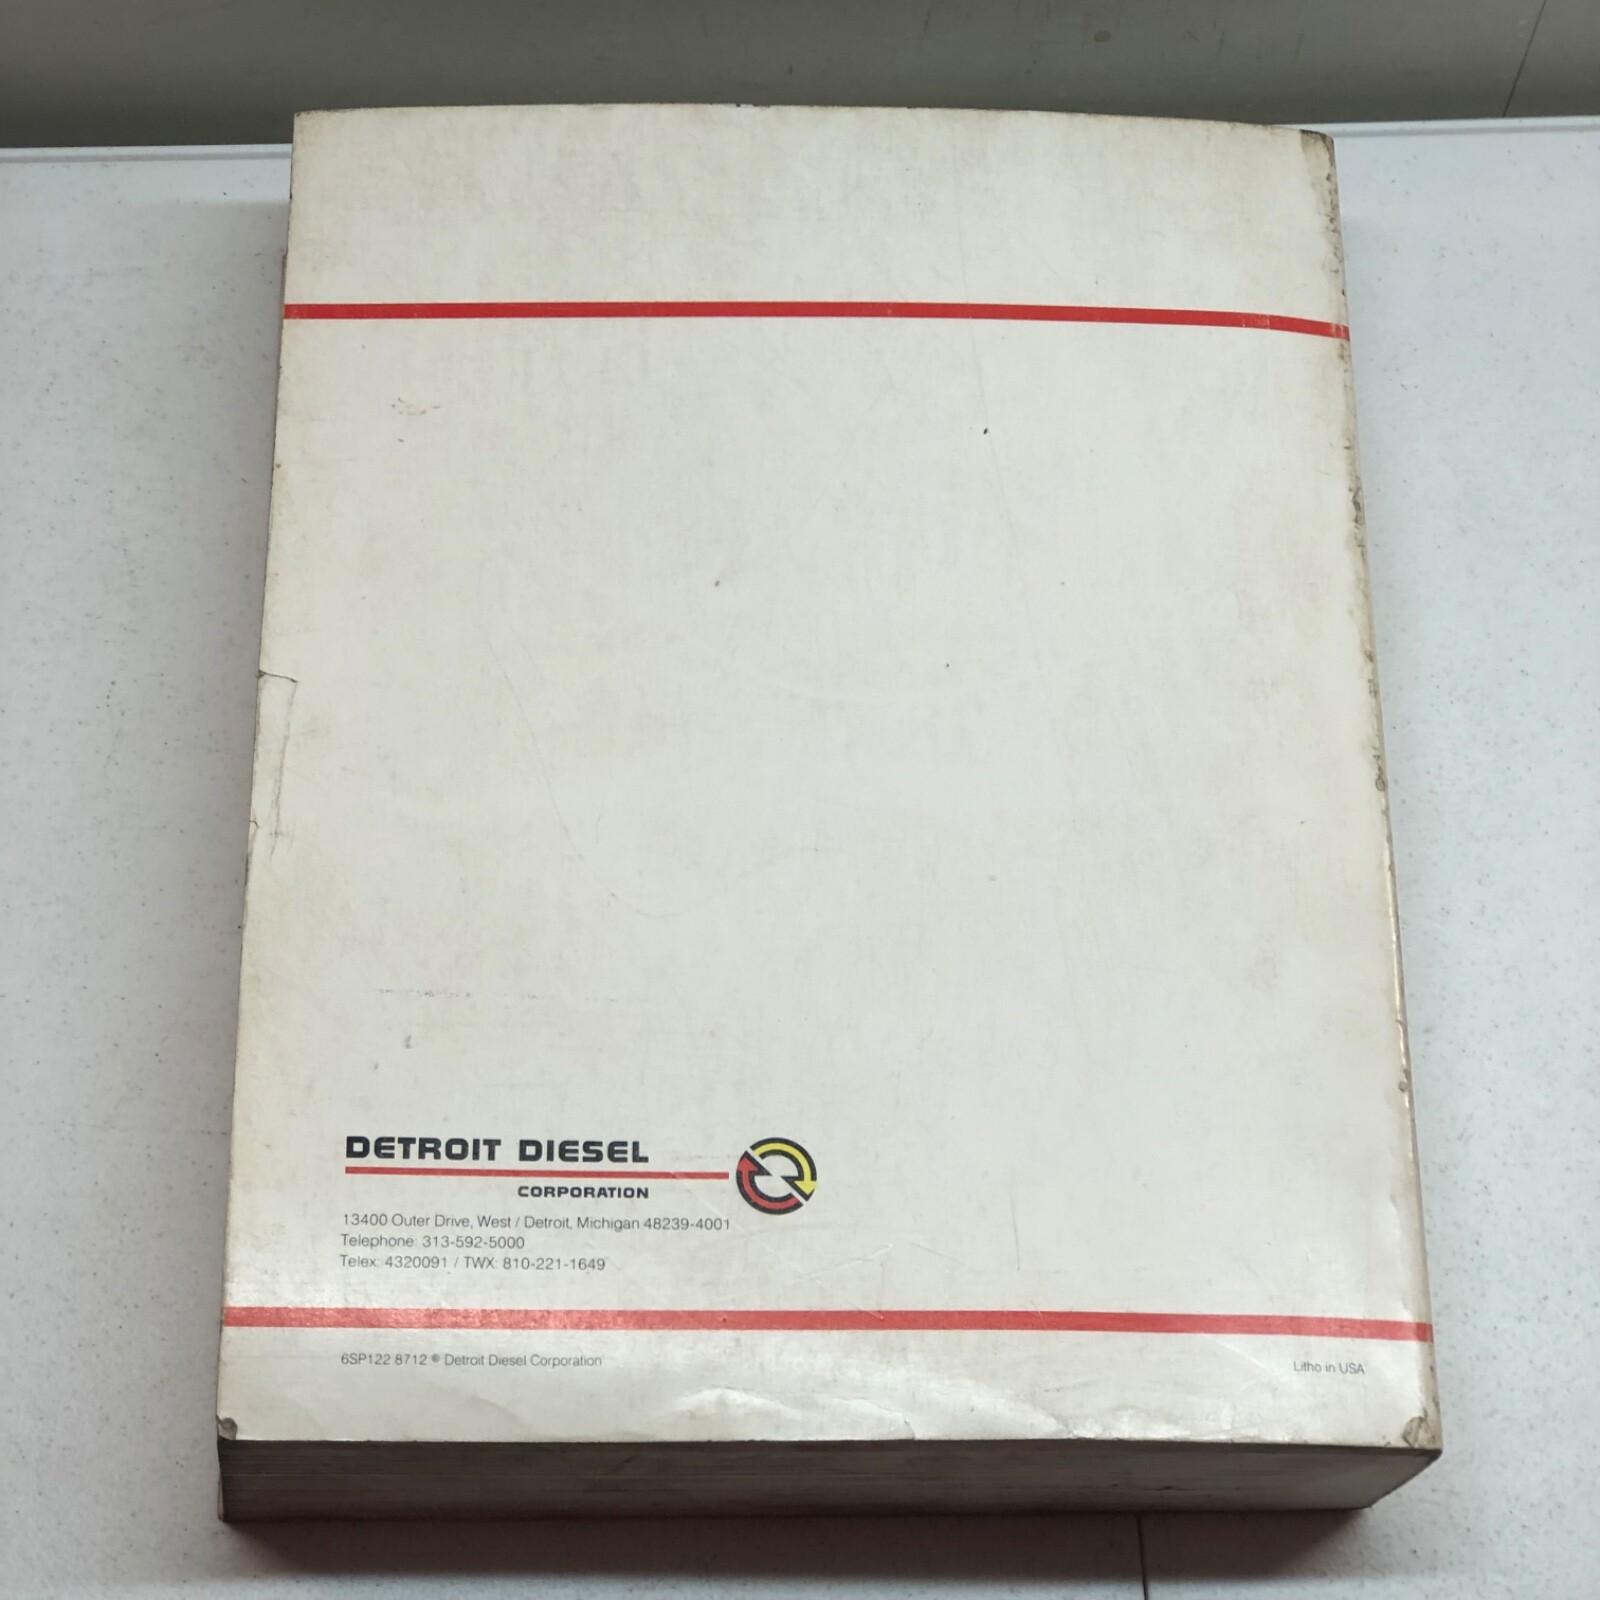 DETROIT DIESEL
CORPORATION
13400 Outer Drive, West / Detroit, Michigan 48239-4001
Telephone: 313-592-5000
Telex: 4320091 / TWX: 810-221-1649
6SP122 8712 © Detroit Diesel Corporation
Litho in USA